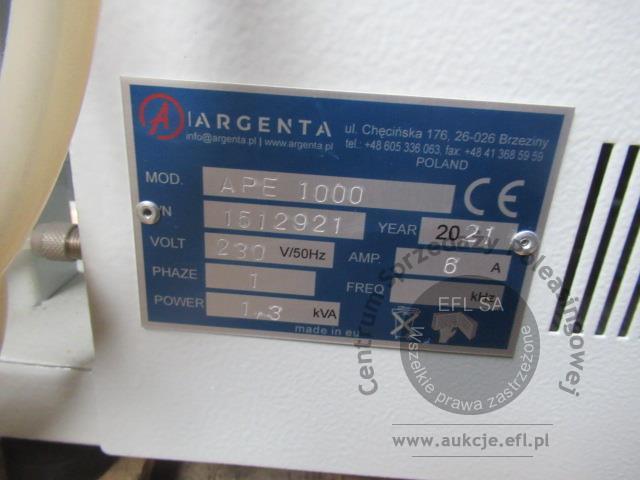 ARGENTA
info@argenta.pl | www.argenta.pl
ul. Chęcińska 176, 26-026 Brzeziny
tel.: +48 605 336 063, fax: +48 41 368 59 59
POLAND
MOD. APE 1000 CE
/N 1512921 YEAR 2021
VOLT 230 V/50Hz AMP. 6 A
PHAZE 1 FREQ kHz
POWER 1,3 kVA
made in eu
Centrum Sprzedaży Poleasingowej
EFL SA
Wszelkie prawa zastrzeżone
www.aukcje.efl.pl